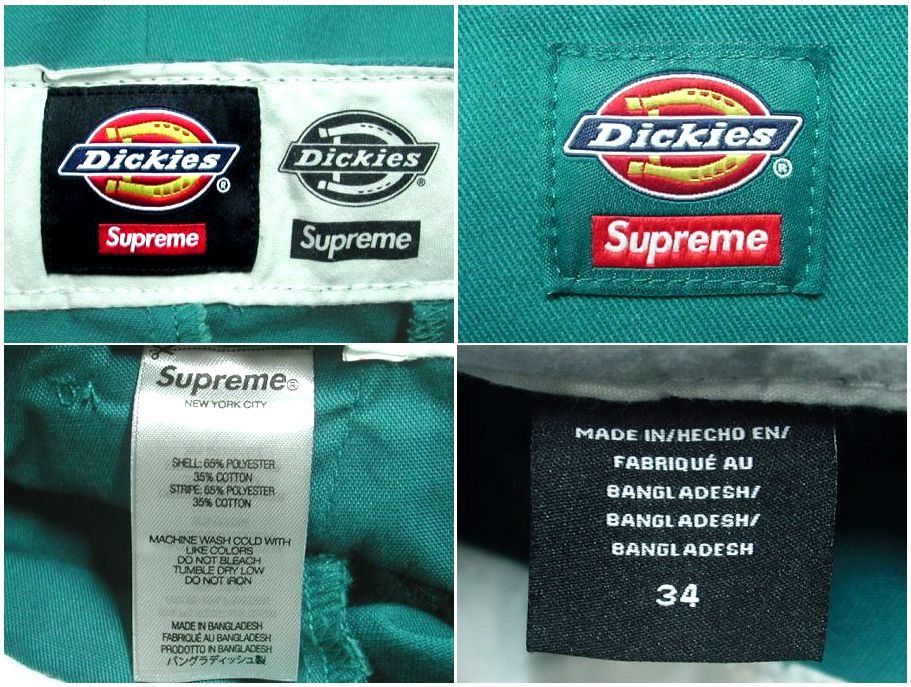 Dickies®
Supreme
Dickies®
Supreme
Dickies®
Supreme
Supreme®
NEW YORK CITY
SHELL: 65% POLYESTER
35% COTTON
STRIPE: 65% POLYESTER
35% COTTON
MACHINE WASH COLD WITH
LIKE COLORS
DO NOT BLEACH
TUMBLE DRY LOW
DO NOT IRON
MADE IN BANGLADESH
FABRIQUÉ AU BANGLADESH
PRODOTTO IN BANGLADESH
バングラディッシュ製
MADE IN/HECHO EN/
FABRIQUÉ AU
BANGLADESH/
BANGLADESH/
BANGLADESH
34